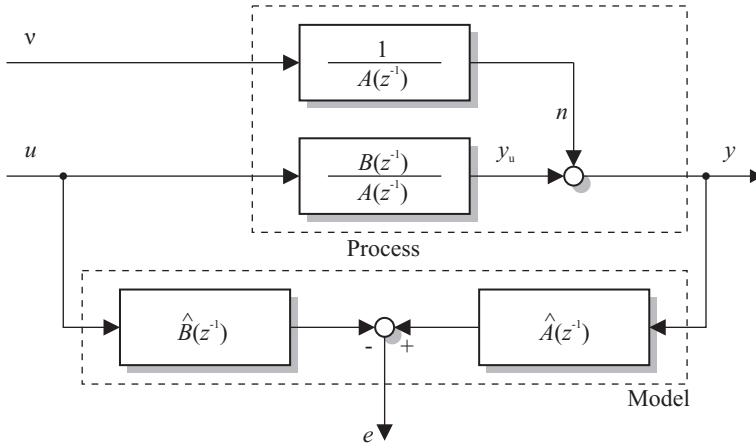 ν
1
A(z⁻¹)
n
u
B(z⁻¹)
A(z⁻¹)
yᵤ
y
Process
B̂(z⁻¹)
Â(z⁻¹)
- +
Model
e